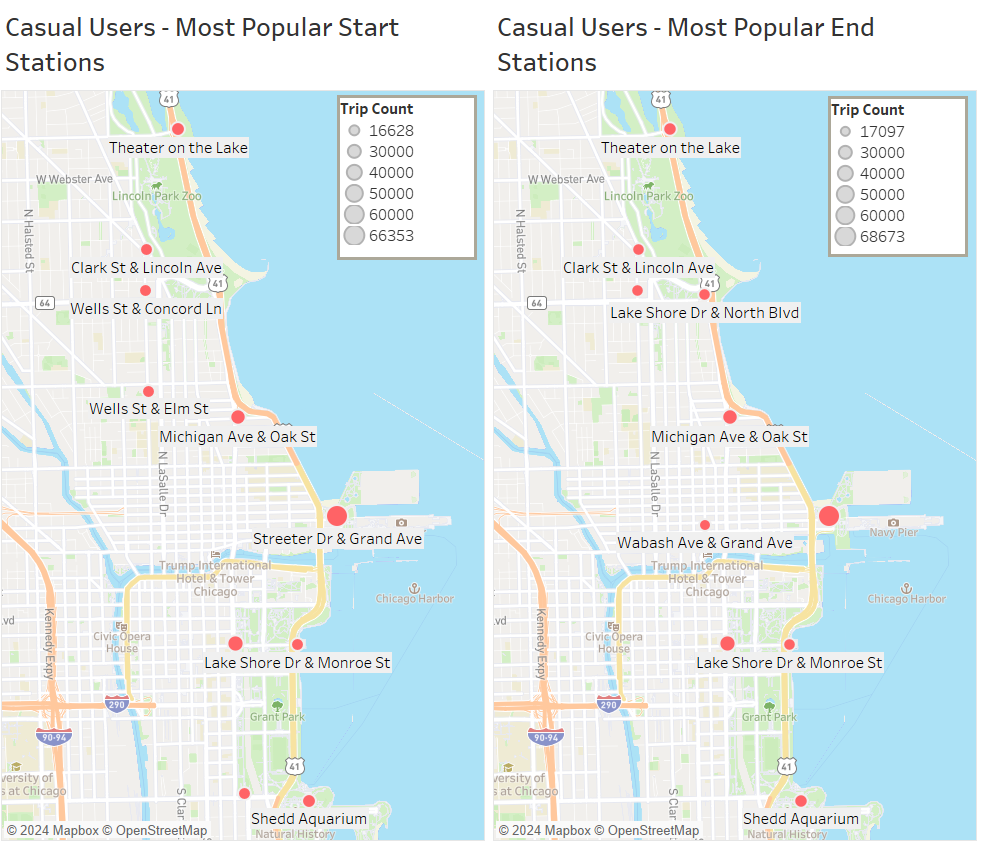 Casual Users - Most Popular Start
Stations
41
Trip Count
16628
30000
40000
50000
60000
66353
Theater on the Lake
W Webster Ave
Lincoln Park Zoo
N Halsted St
Clark St & Lincoln Ave
41
64
Wells St & Concord Ln
Wells St & Elm St
Michigan Ave & Oak St
N LaSalle Dr
Streeter Dr & Grand Ave
Trump International
Hotel & Tower
Chicago
Chicago Harbor
Kennedy Expy
lvd
Civic Opera
House
Lake Shore Dr & Monroe St
290
Grant Park
90-94
41
versity of
s at Chicago
S Clar
Shedd Aquarium
Natural History
© 2024 Mapbox © OpenStreetMap
Casual Users - Most Popular End
Stations
41
Trip Count
17097
30000
40000
50000
60000
68673
Theater on the Lake
W Webster Ave
Lincoln Park Zoo
N Halsted St
Clark St & Lincoln Ave
41
64
Lake Shore Dr & North Blvd
Michigan Ave & Oak St
N LaSalle Dr
Navy Pier
Wabash Ave & Grand Ave
Trump International
Hotel & Tower
Chicago
Chicago Harbor
Kennedy Expy
lvd
Civic Opera
House
Lake Shore Dr & Monroe St
290
Grant Park
90-94
41
versity of
s at Chicago
S Clar
Shedd Aquarium
Natural History
© 2024 Mapbox © OpenStreetMap